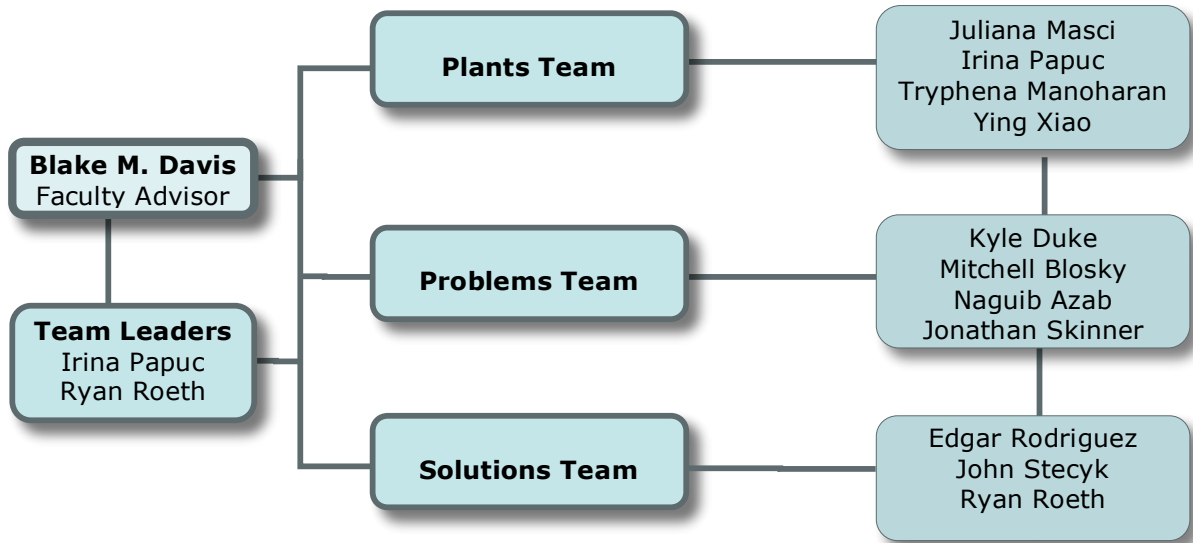 Blake M. Davis
Faculty Advisor
Team Leaders
Irina Papuc
Ryan Roeth
Plants Team
Juliana Masci
Irina Papuc
Tryphena Manoharan
Ying Xiao
Problems Team
Kyle Duke
Mitchell Blosky
Naguib Azab
Jonathan Skinner
Solutions Team
Edgar Rodriguez
John Stecyk
Ryan Roeth